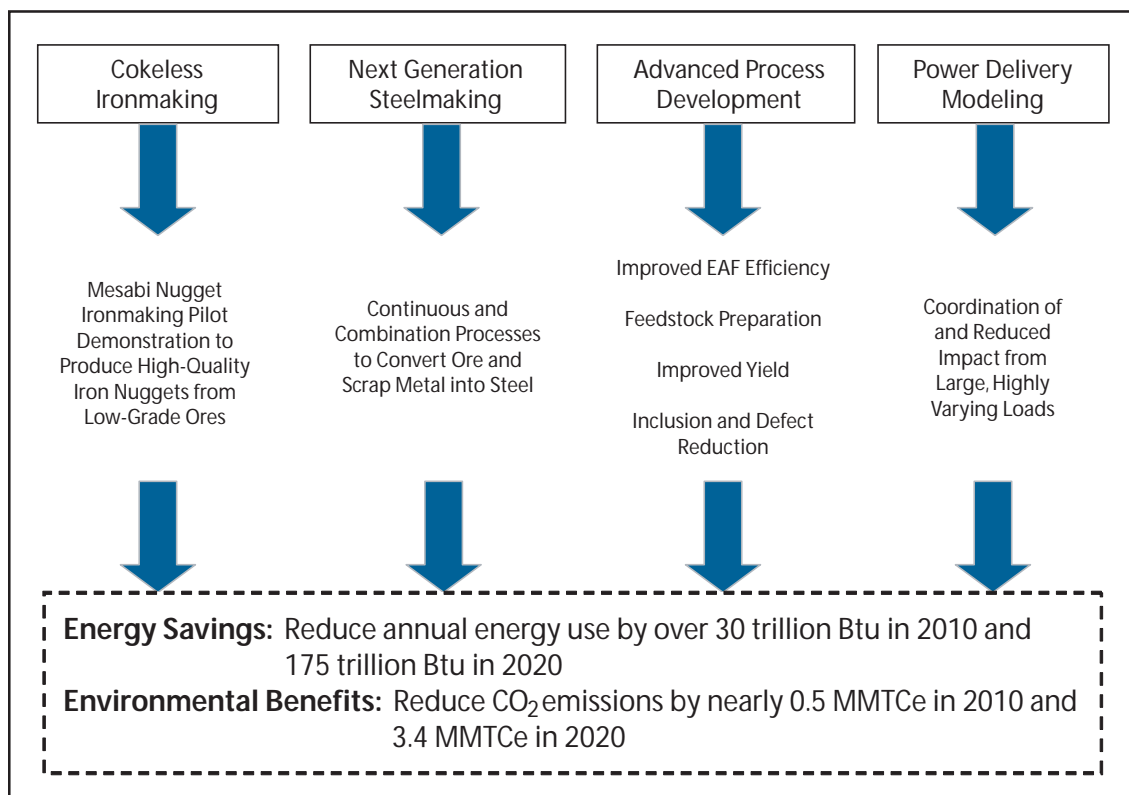 Cokeless
Ironmaking
Next Generation
Steelmaking
Advanced Process
Development
Power Delivery
Modeling
Mesabi Nugget
Ironmaking Pilot
Demonstration to
Produce High-Quality
Iron Nuggets from
Low-Grade Ores
Continuous and
Combination Processes
to Convert Ore and
Scrap Metal into Steel
Improved EAF Efficiency
Feedstock Preparation
Improved Yield
Inclusion and Defect
Reduction
Coordination of
and Reduced
Impact from
Large, Highly
Varying Loads
Energy Savings: Reduce annual energy use by over 30 trillion Btu in 2010 and
175 trillion Btu in 2020
Environmental Benefits: Reduce CO₂ emissions by nearly 0.5 MMTCe in 2010 and
3.4 MMTCe in 2020